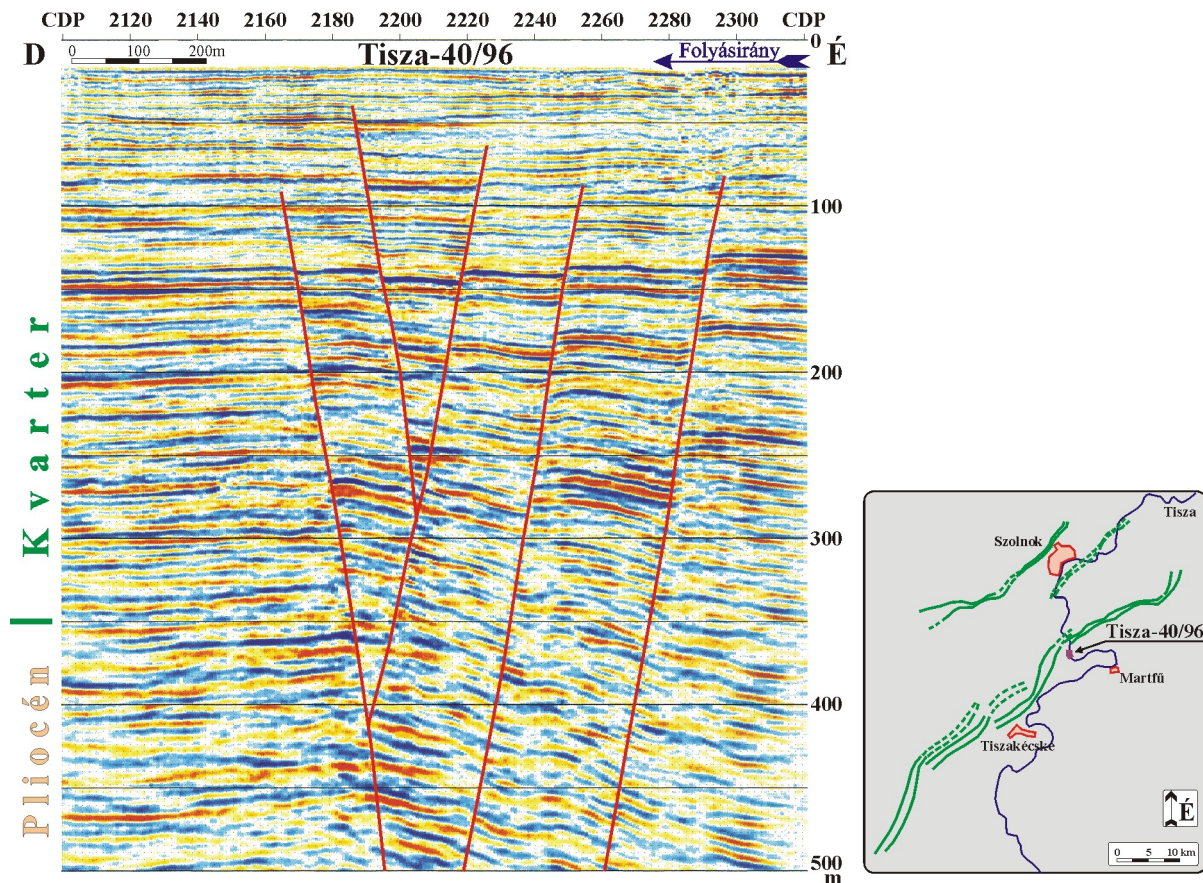 CDP 2120 2140 2160 2180 2200 2220 2240 2260 2280 2300 CDP
D 0 100 200m Tisza-40/96 Folyásirány 0 É
100
200
300
400
500
m
Kvarter
Pliocén
Tisza
Szolnok
Tisza-40/96
Martfű
Tiszakécske
É
0 5 10 km